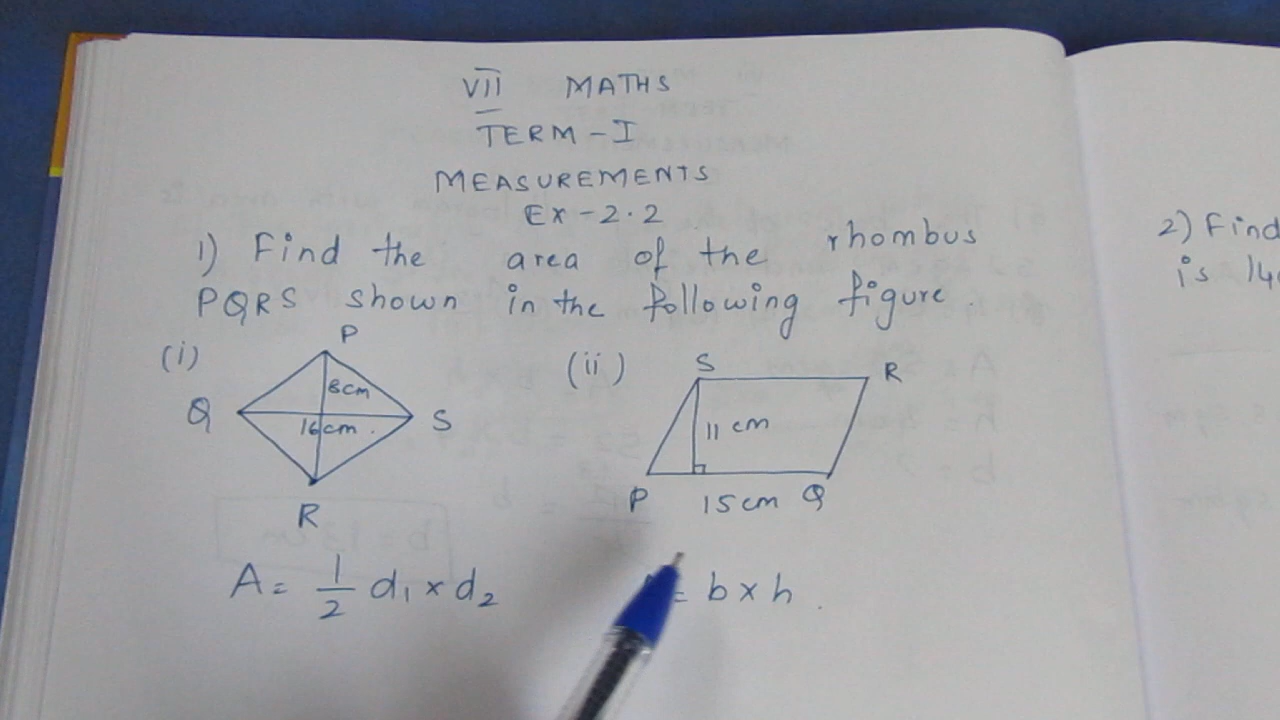 VII MATHS
TERM - I
MEASUREMENTS
Ex - 2.2
1) Find the area of the rhombus
PQRS shown in the following figure.
(i)
P
8cm
Q
16cm.
S
R
A = 1/2 d1 x d2
(ii)
S
R
11 cm
P
15cm
Q
= b x h.
2) Find
is